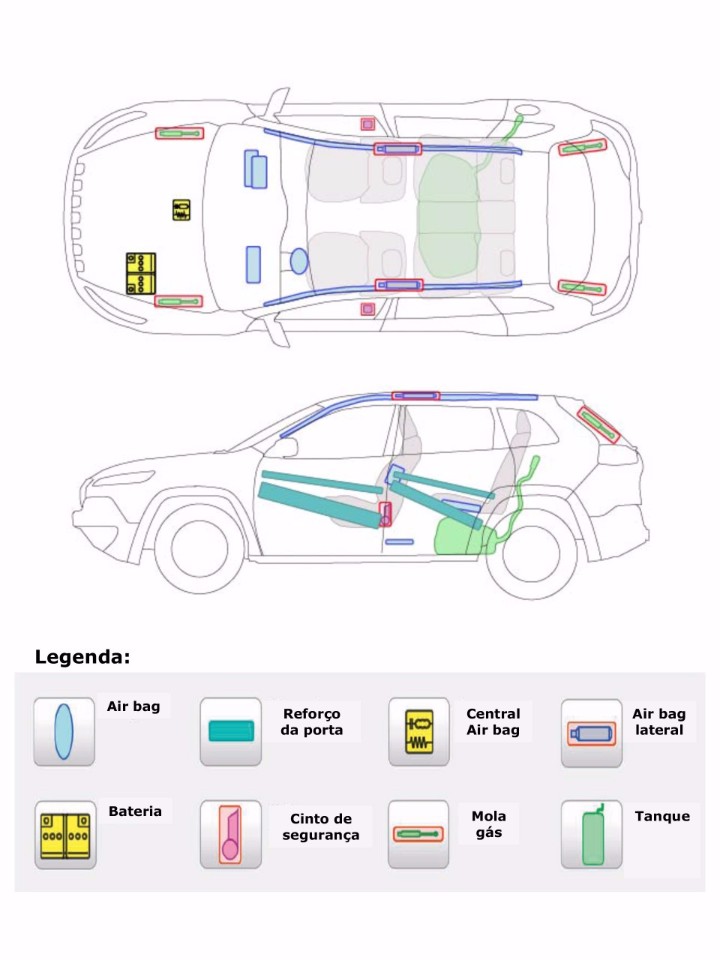 Legenda:
Air bag
Reforço
da porta
Central
Air bag
Air bag
lateral
Bateria
Cinto de
segurança
Mola
gás
Tanque